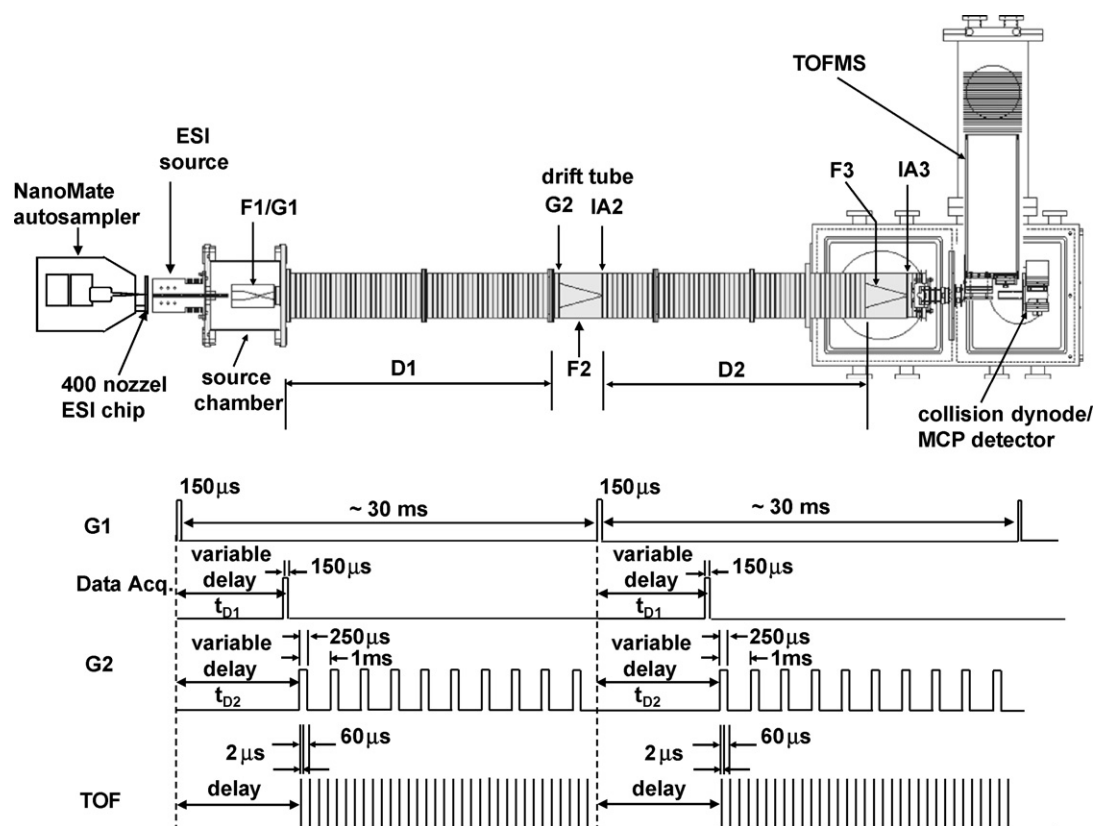 TOFMS
ESI
source
NanoMate
autosampler
F1/G1
drift tube
G2
IA2
F3
IA3
400 nozzel
ESI chip
source
chamber
D1
F2
D2
collision dynode/
MCP detector
150µs
150µs
G1
~ 30 ms
~ 30 ms
variable
delay
tD1
150µs
variable
delay
tD1
150µs
Data Acq.
variable
delay
tD2
250µs
1ms
variable
delay
tD2
250µs
1ms
G2
60µs
2µs
60µs
2µs
TOF
delay
delay